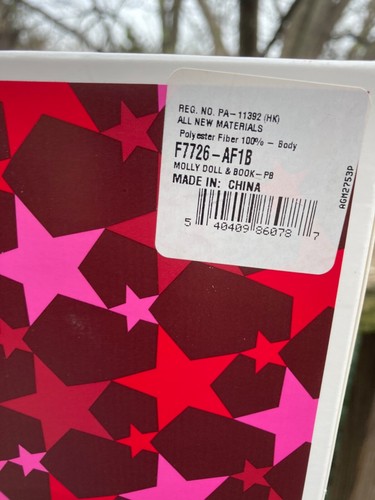 REG. NO. PA-11392 (HK)
ALL NEW MATERIALS
Polyester Fiber 100% - Body
F7726-AF1B
MOLLY DOLL & BOOK-PB
MADE IN: CHINA
5 40409 86078 7
AGM2753P